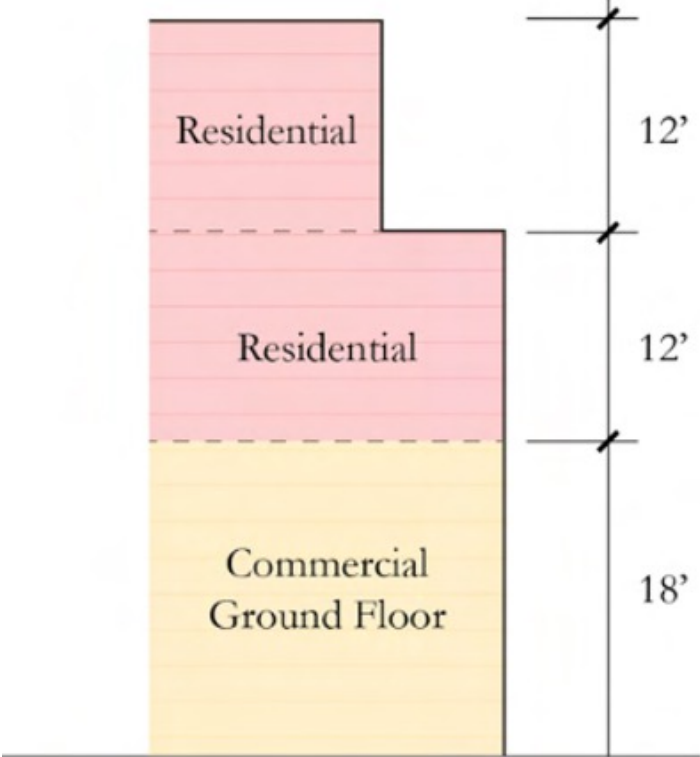 Residential
12’
Residential
12’
Commercial
Ground Floor
18’